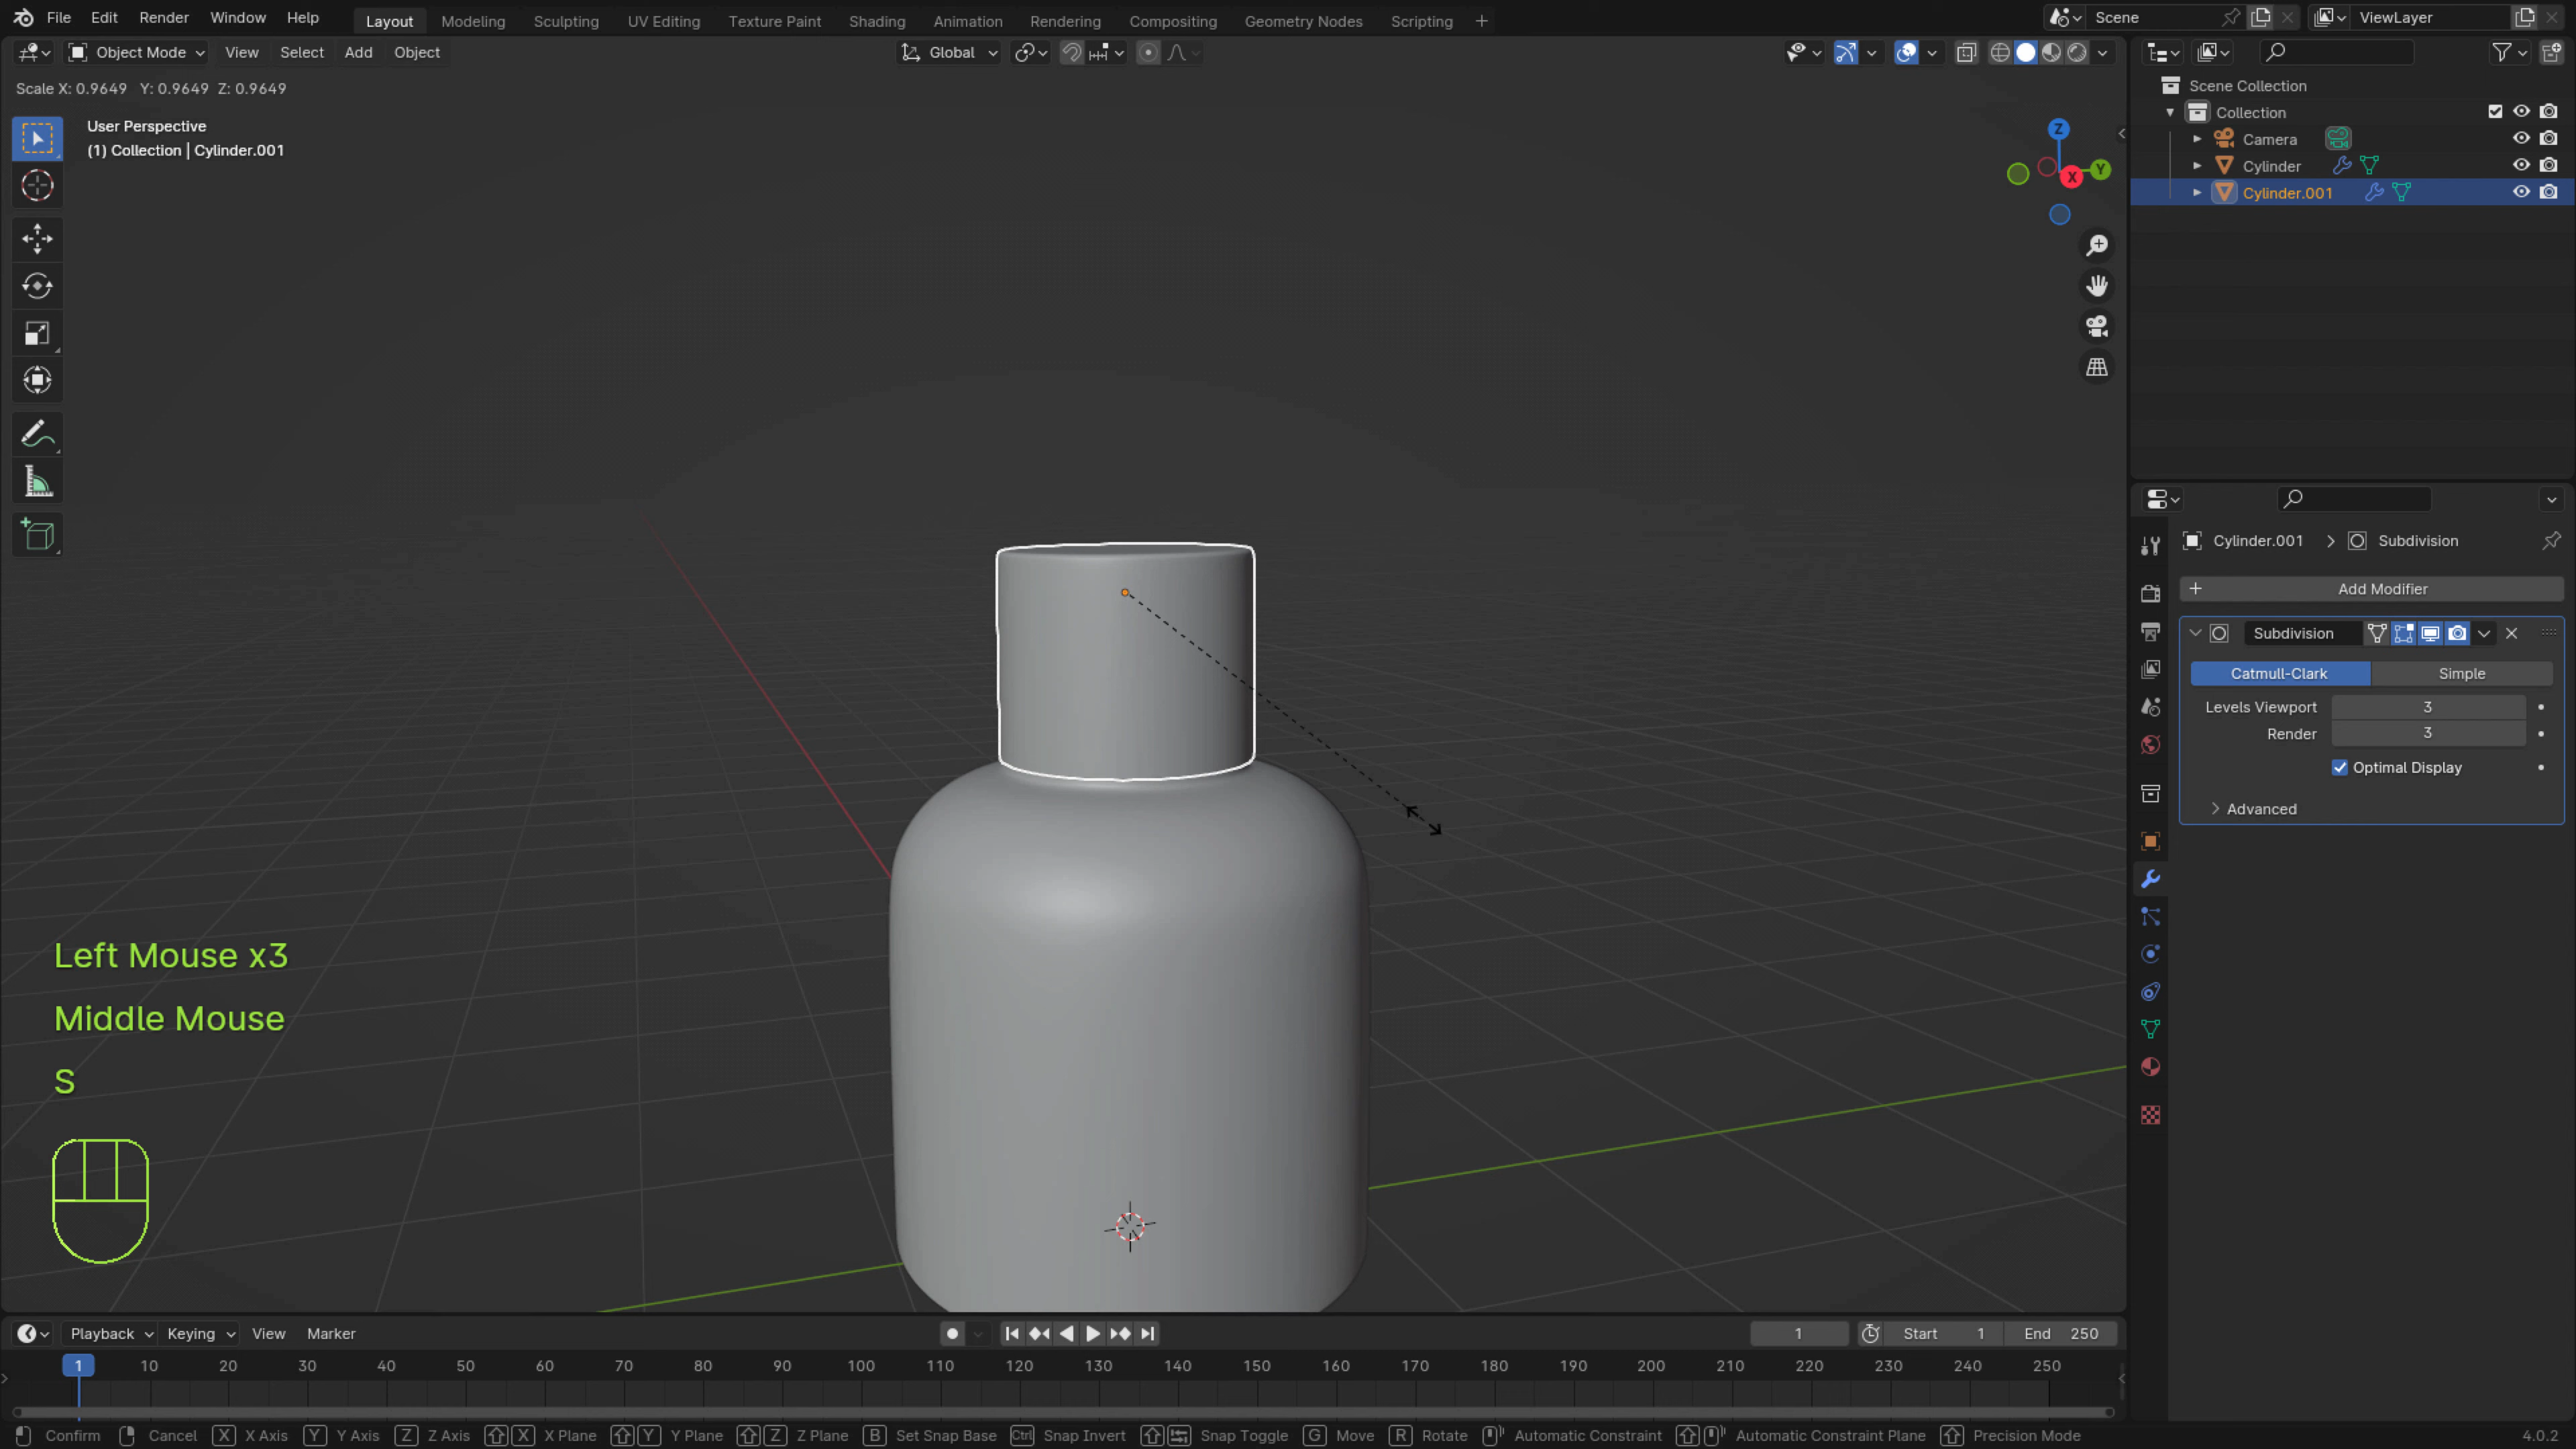 File Edit Render Window Help Layout Modeling Sculpting UV Editing Texture Paint Shading Animation Rendering Compositing Geometry Nodes Scripting + Scene ViewLayer
Object Mode View Select Add Object Global
Scale X: 0.9649 Y: 0.9649 Z: 0.9649
User Perspective
(1) Collection | Cylinder.001
Z
Y
X
Scene Collection
Collection
Camera
Cylinder
Cylinder.001
Cylinder.001 > Subdivision
+ Add Modifier
Subdivision
Catmull-Clark Simple
Levels Viewport 3
Render 3
Optimal Display
Advanced
Left Mouse x3
Middle Mouse
S
Playback Keying View Marker 1 Start 1 End 250
1 10 20 30 40 50 60 70 80 90 100 110 120 130 140 150 160 170 180 190 200 210 220 230 240 250
Confirm Cancel X X Axis Y Y Axis Z Z Axis X X Plane Y Y Plane Z Z Plane B Set Snap Base Ctrl Snap Invert Snap Toggle G Move R Rotate Automatic Constraint Automatic Constraint Plane Precision Mode 4.0.2